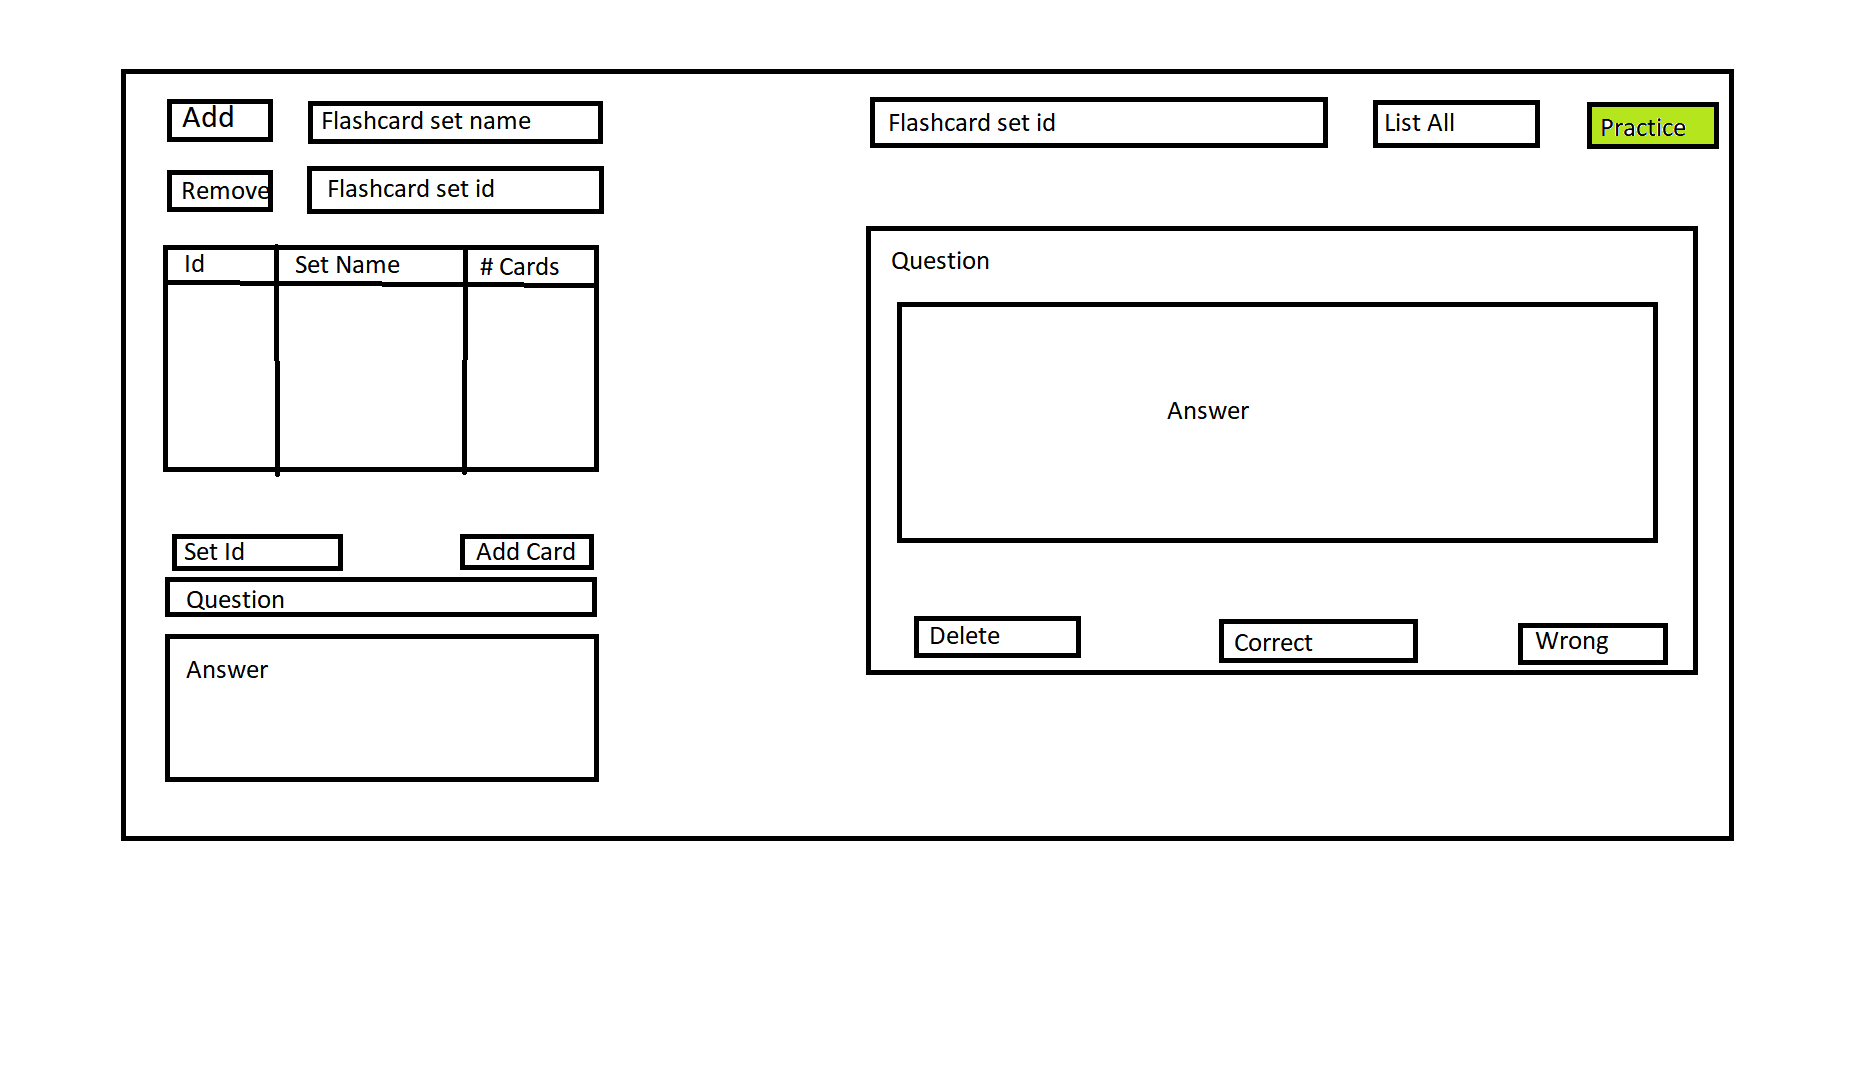 Add
Flashcard set name
Remove
Flashcard set id
Id
Set Name
# Cards
Set Id
Add Card
Question
Answer
Flashcard set id
List All
Practice
Question
Answer
Delete
Correct
Wrong